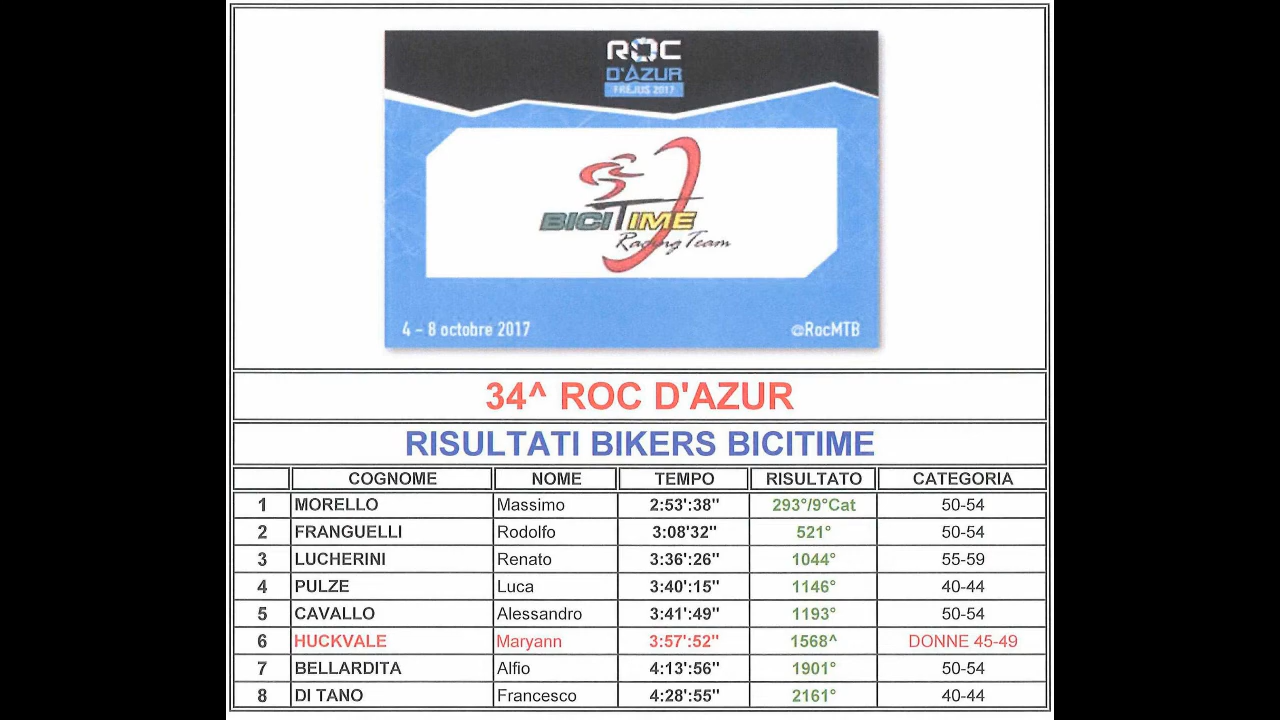 ROC
D'AZUR
FRÉJUS 2017
BICITIME
Racing Team
4 – 8 octobre 2017
@RocMTB
34^ ROC D'AZUR
RISULTATI BIKERS BICITIME
COGNOME NOME TEMPO RISULTATO CATEGORIA
1 MORELLO Massimo 2:53':38" 293°/9°Cat 50-54
2 FRANGUELLI Rodolfo 3:08'32" 521° 50-54
3 LUCHERINI Renato 3:36':26" 1044° 55-59
4 PULZE Luca 3:40':15" 1146° 40-44
5 CAVALLO Alessandro 3:41':49" 1193° 50-54
6 HUCKVALE Maryann 3:57':52" 1568^ DONNE 45-49
7 BELLARDITA Alfio 4:13':56" 1901° 50-54
8 DI TANO Francesco 4:28':55" 2161° 40-44